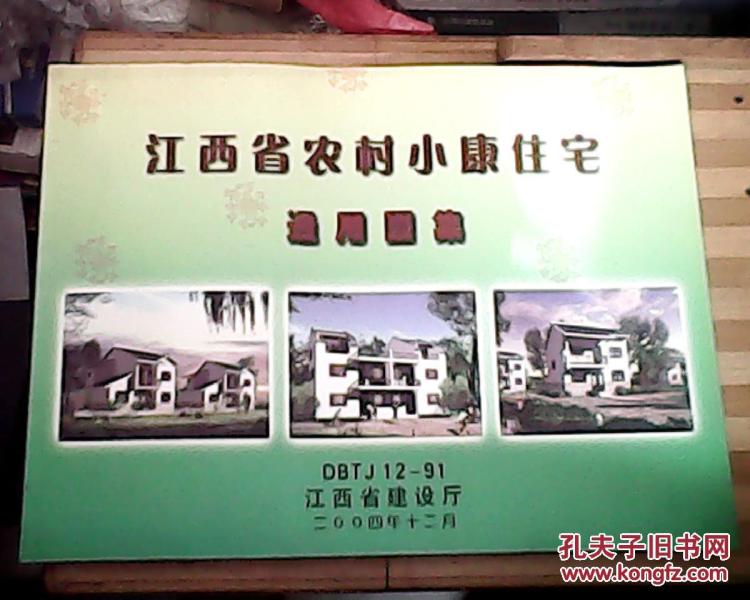 江西省农村小康住宅
通用图集
DBTJ 12-91
江西省建设厅
二〇〇四年十二月
孔夫子旧书网
www.kongfz.com